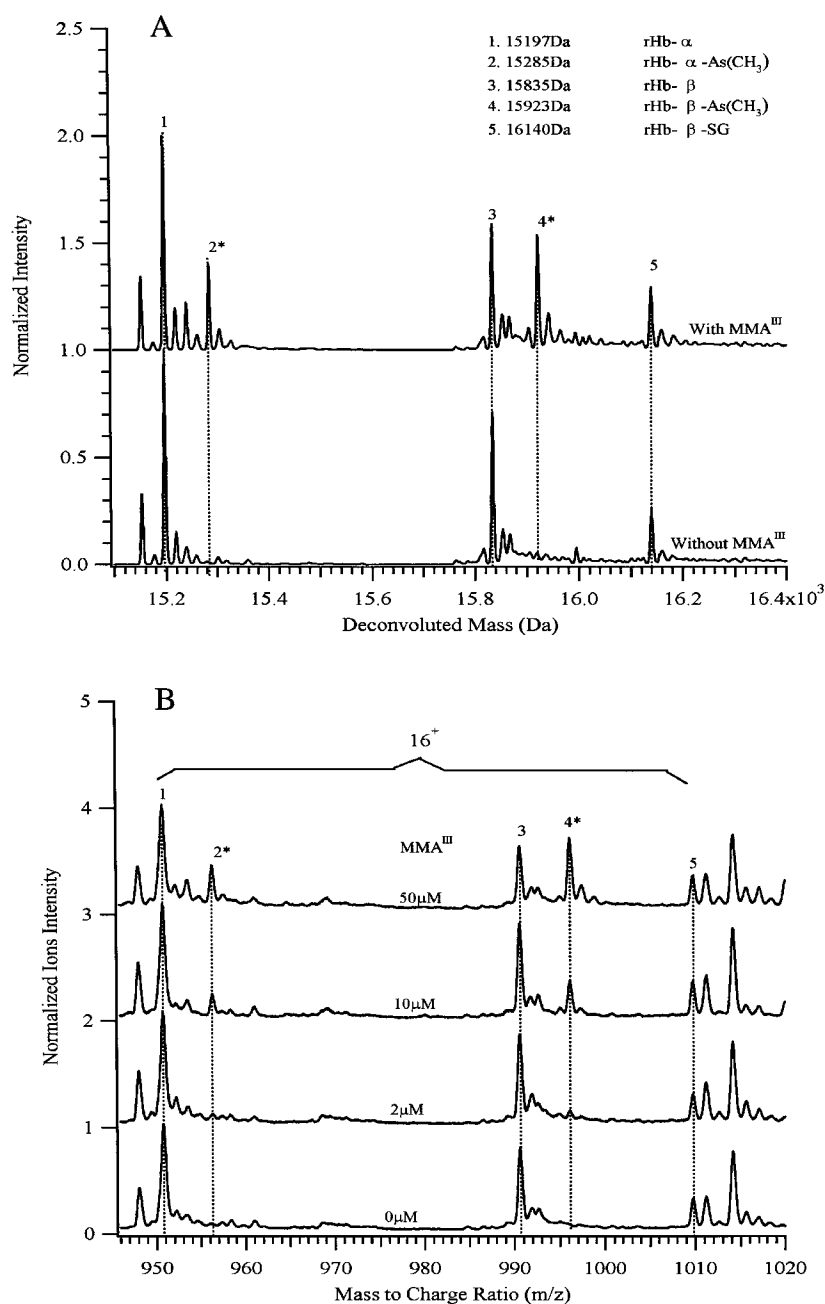 A
1. 15197Da rHb- α
2. 15285Da rHb- α -As(CH₃)
3. 15835Da rHb- β
4. 15923Da rHb- β -As(CH₃)
5. 16140Da rHb- β -SG
2.5
2.0
1.5
1.0
0.5
0.0
Normalized Intensity
1
2*
3
4*
5
With MMAᴵᴵᴵ
Without MMAᴵᴵᴵ
15.2 15.4 15.6 15.8 16.0 16.2 16.4x10³
Deconvoluted Mass (Da)
B
5
4
3
2
1
0
Normalized Ions Intensity
16⁺
1
2*
MMAᴵᴵᴵ
3
4*
5
50μM
10μM
2μM
0μM
950 960 970 980 990 1000 1010 1020
Mass to Charge Ratio (m/z)